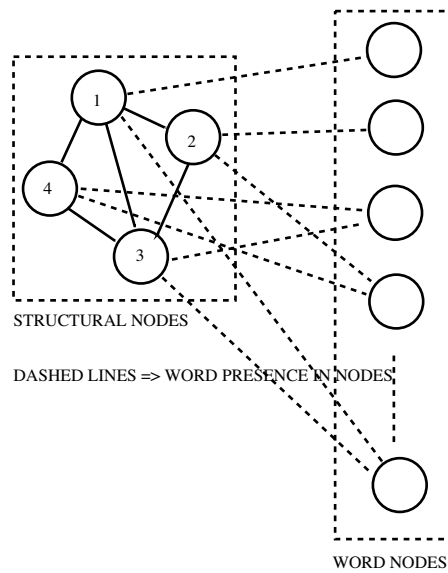 1
2
4
3
STRUCTURAL NODES
DASHED LINES => WORD PRESENCE IN NODES
WORD NODES